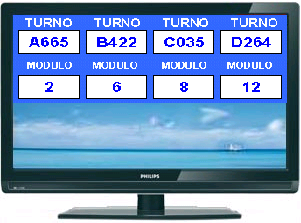 TURNO TURNO TURNO TURNO
A665 B422 C035 D264
MODULO MODULO MODULO MODULO
2 6 8 12
PHILIPS